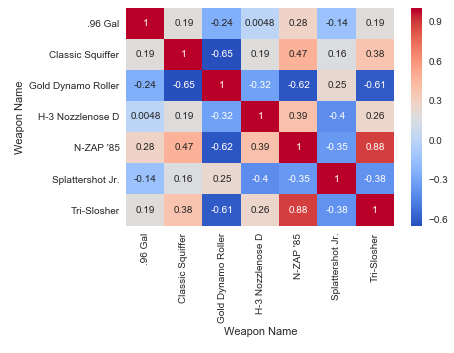 .96 Gal 1 0.19 -0.24 0.0048 0.28 -0.14 0.19
Classic Squiffer 0.19 1 -0.65 0.19 0.47 0.16 0.38
Gold Dynamo Roller -0.24 -0.65 1 -0.32 -0.62 0.25 -0.61
H-3 Nozzlenose D 0.0048 0.19 -0.32 1 0.39 -0.4 0.26
N-ZAP '85 0.28 0.47 -0.62 0.39 1 -0.35 0.88
Splattershot Jr. -0.14 0.16 0.25 -0.4 -0.35 1 -0.38
Tri-Slosher 0.19 0.38 -0.61 0.26 0.88 -0.38 1
Weapon Name
.96 Gal
Classic Squiffer
Gold Dynamo Roller
H-3 Nozzlenose D
N-ZAP '85
Splattershot Jr.
Tri-Slosher
Weapon Name
0.9
0.6
0.3
0.0
-0.3
-0.6